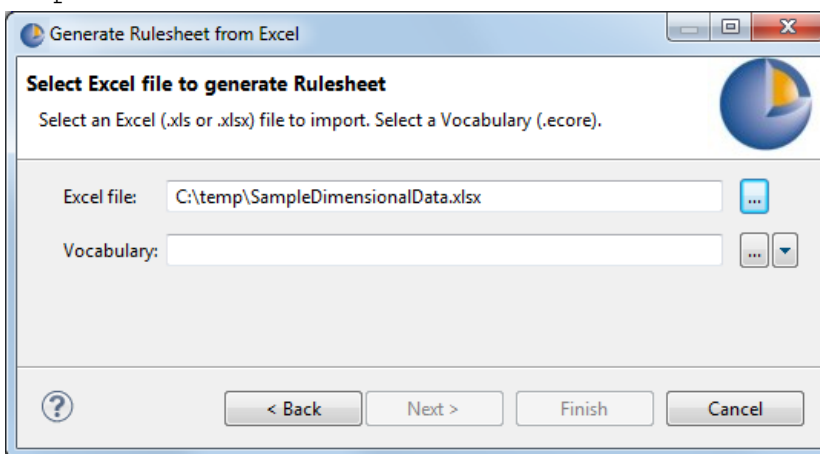 Generate Rulesheet from Excel
Select Excel file to generate Rulesheet
Select an Excel (.xls or .xlsx) file to import. Select a Vocabulary (.ecore).
Excel file: C:\temp\SampleDimensionalData.xlsx ...
Vocabulary: ...
? < Back Next > Finish Cancel